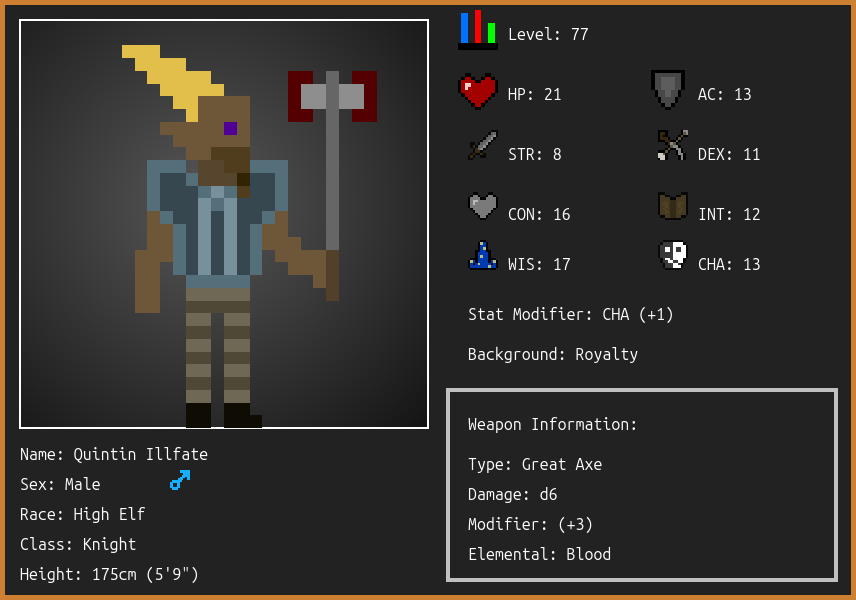 Level: 77
HP: 21
AC: 13
STR: 8
DEX: 11
CON: 16
INT: 12
WIS: 17
CHA: 13
Stat Modifier: CHA (+1)
Background: Royalty
Weapon Information:
Type: Great Axe
Damage: d6
Modifier: (+3)
Elemental: Blood
Name: Quintin Illfate
Sex: Male
Race: High Elf
Class: Knight
Height: 175cm (5'9")